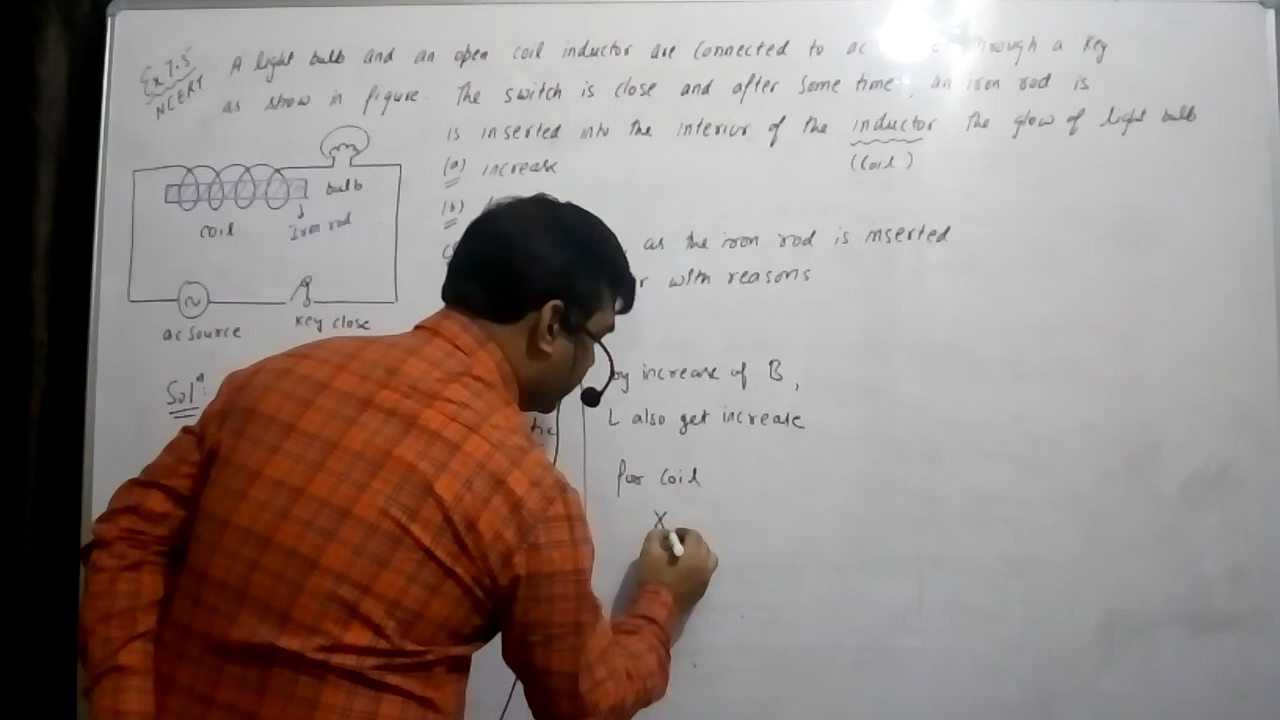 Ex 7.5
NCERT
A light bulb and an open coil inductor are connected to ac through a key
as show in figure. The switch is close and after some time, an iron rod is
is inserted into the interior of the inductor the glow of light bulb
(coil)
(a) increase
(b)
as the iron rod is inserted
with reasons
bulb
coil
Iron rod
ac source
Key close
Solⁿ:
by increase of B,
L also get increase
for coil
X